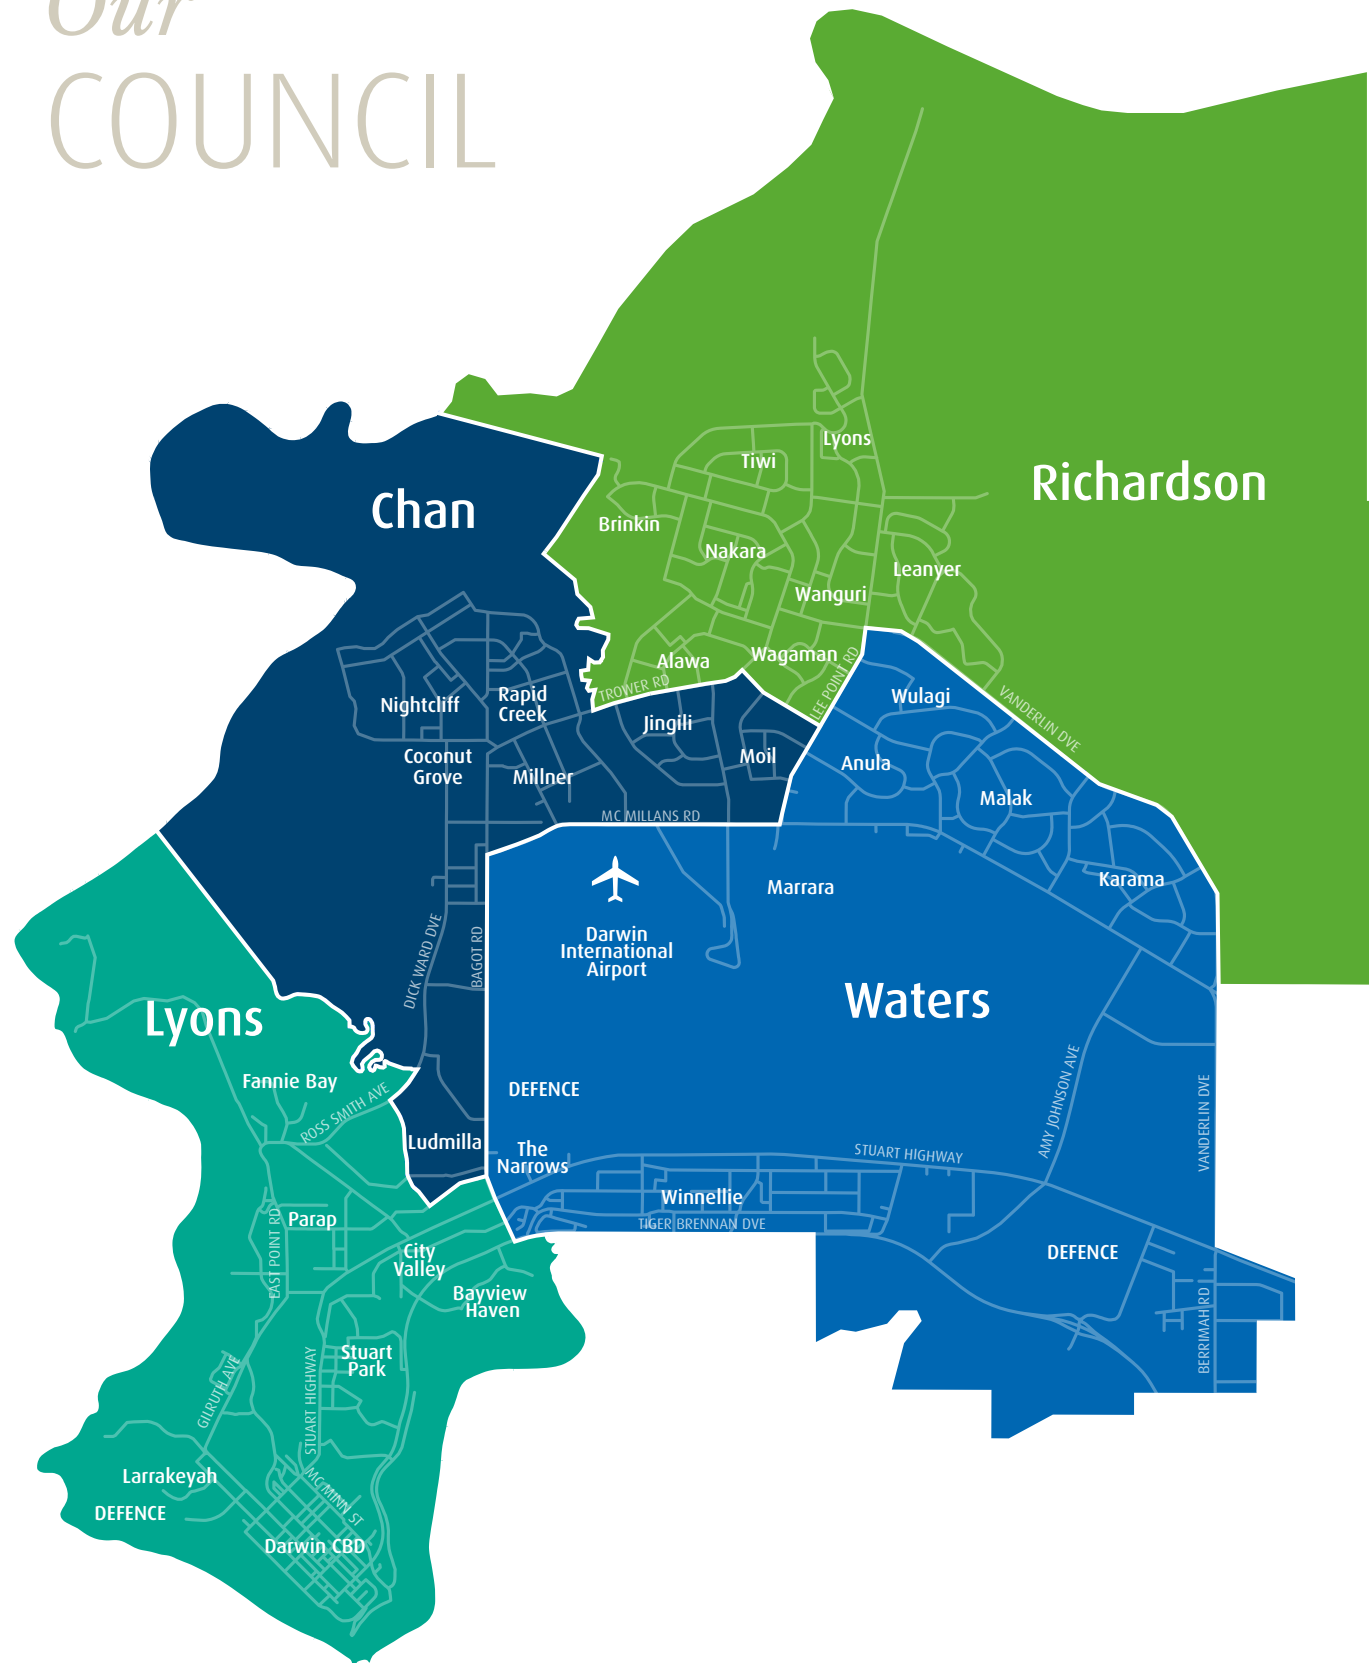 Our
COUNCIL
Richardson
Lyons
Tiwi
Brinkin
Nakara
Leanyer
Wanguri
Wagaman
Alawa
TROWER RD
LEE POINT RD
VANDERLIN DVE
Chan
Nightcliff
Rapid
Creek
Jingili
Coconut
Grove
Millner
Moil
MC MILLANS RD
DICK WARD DVE
BAGOT RD
Ludmilla
Wulagi
Anula
Malak
Karama
Marrara
Darwin
International
Airport
Waters
DEFENCE
AMY JOHNSON AVE
VANDERLIN DVE
The
Narrows
STUART HIGHWAY
Winnellie
TIGER BRENNAN DVE
DEFENCE
BERRIMAH RD
Lyons
Fannie Bay
ROSS SMITH AVE
Parap
EAST POINT RD
City
Valley
Bayview
Haven
Stuart
Park
GILRUTH AVE
STUART HIGHWAY
Larrakeyah
MC MINN ST
DEFENCE
Darwin CBD